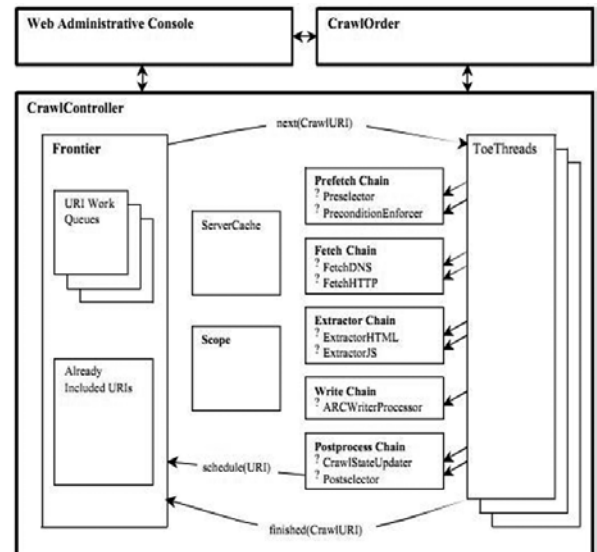 Web Administrative Console
CrawlOrder
CrawlController
next(CrawlURI)
Frontier
ToeThreads
URI Work
Queues
ServerCache
Scope
Already
Included URIs
Prefetch Chain
? Preselector
? PreconditionEnforcer
Fetch Chain
? FetchDNS
? FetchHTTP
Extractor Chain
? ExtractorHTML
? ExtractorJS
Write Chain
? ARCWriterProcessor
Postprocess Chain
? CrawlStateUpdater
? Postselector
schedule(URI)
finished(CrawlURI)